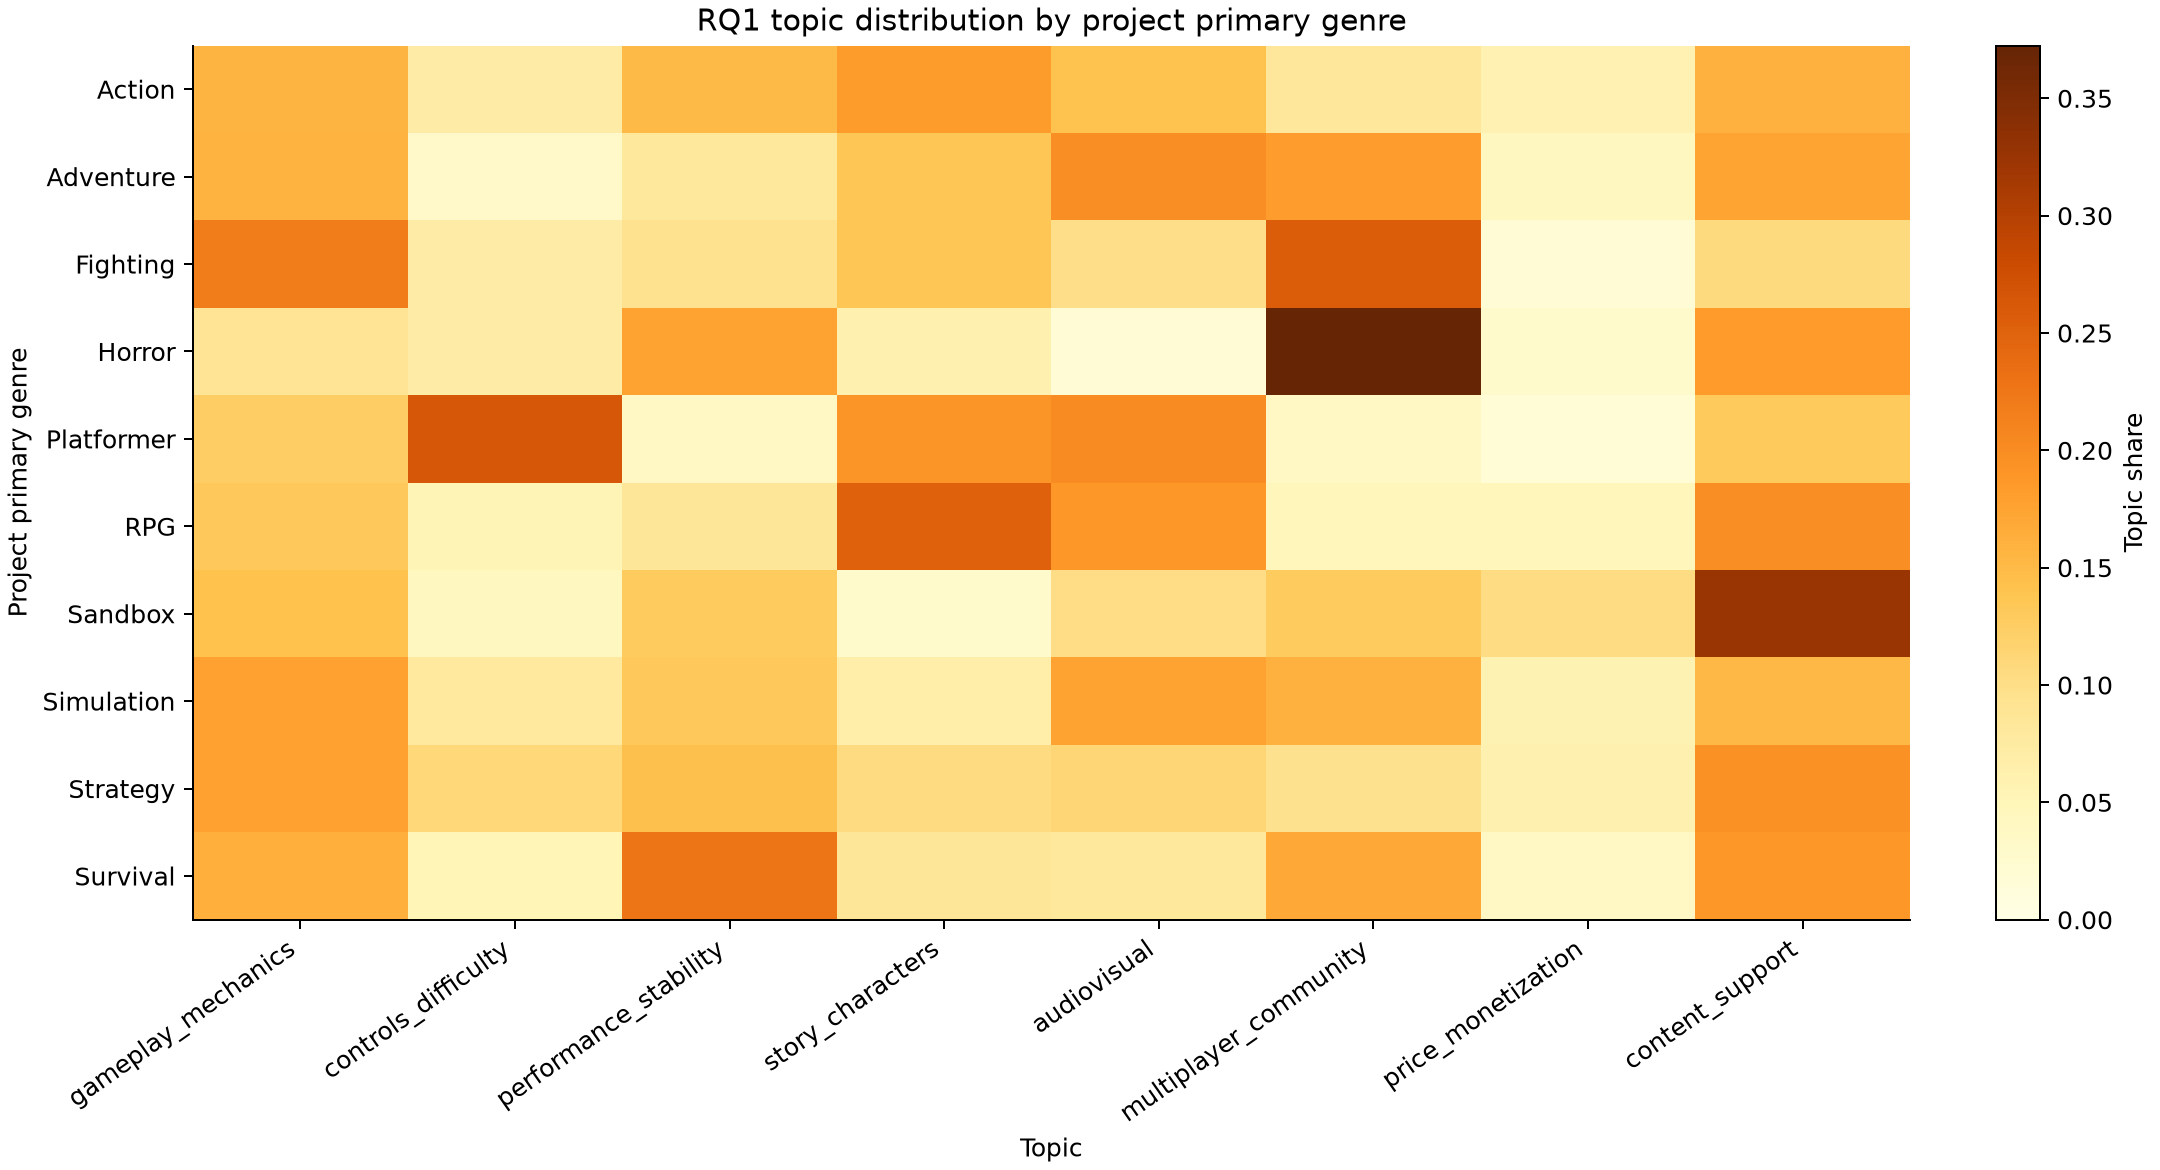 RQ1 topic distribution by project primary genre
Project primary genre
Action
Adventure
Fighting
Horror
Platformer
RPG
Sandbox
Simulation
Strategy
Survival
gameplay_mechanics
controls_difficulty
performance_stability
story_characters
audiovisual
multiplayer_community
price_monetization
content_support
Topic
0.35
0.30
0.25
0.20
0.15
0.10
0.05
0.00
Topic share